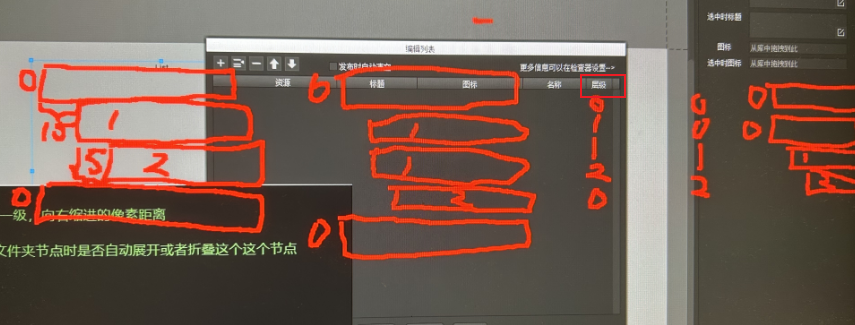 选中时标题
编辑列表
图标 从库中拖拽到此
选中时图标 从库中拖拽到此
发布时自动清空 更多信息可以在检查器设置-->
资源 标题 图标 名称 层级
0 0 0 0 0
15 1 1 1 0 0
1 1 1
15 2 1 2 2 2
2
0 0 0
一级，向右缩进的像素距离
文件夹节点时是否自动展开或者折叠这个这个节点